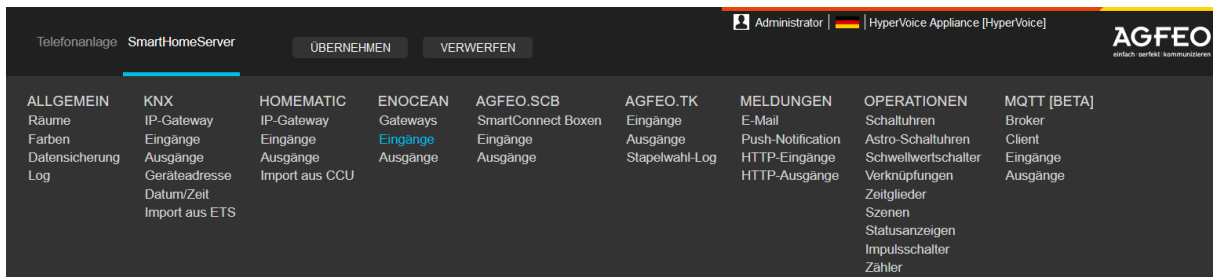 Administrator | | HyperVoice Appliance [HyperVoice]
Telefonanlage SmartHomeServer ÜBERNEHMEN VERWERFEN
AGFEO
einfach·perfekt·kommunizieren
ALLGEMEIN
Räume
Farben
Datensicherung
Log
KNX
IP-Gateway
Eingänge
Ausgänge
Geräteadresse
Datum/Zeit
Import aus ETS
HOMEMATIC
IP-Gateway
Eingänge
Ausgänge
Import aus CCU
ENOCEAN
Gateways
Eingänge
Ausgänge
AGFEO.SCB
SmartConnect Boxen
Eingänge
Ausgänge
AGFEO.TK
Eingänge
Ausgänge
Stapelwahl-Log
MELDUNGEN
E-Mail
Push-Notification
HTTP-Eingänge
HTTP-Ausgänge
OPERATIONEN
Schaltuhren
Astro-Schaltuhren
Schwellwertschalter
Verknüpfungen
Zeitglieder
Szenen
Statusanzeigen
Impulsschalter
Zähler
MQTT [BETA]
Broker
Client
Eingänge
Ausgänge